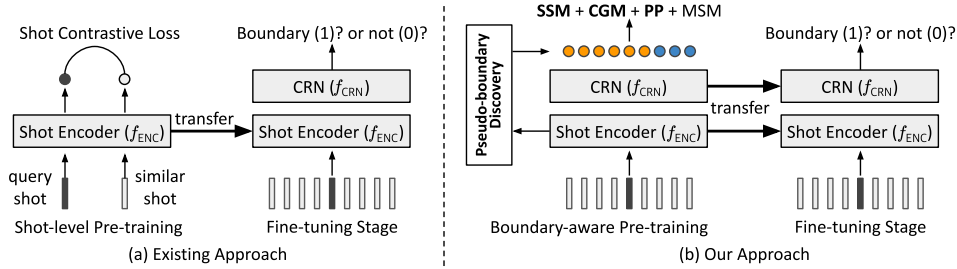 Shot Contrastive Loss
Boundary (1)? or not (0)?
CRN (fCRN)
Shot Encoder (fENC)
transfer
Shot Encoder (fENC)
query
shot
similar
shot
Shot-level Pre-training
Fine-tuning Stage
(a) Existing Approach
SSM + CGM + PP + MSM
Boundary (1)? or not (0)?
Pseudo-boundary
Discovery
CRN (fCRN)
CRN (fCRN)
transfer
Shot Encoder (fENC)
Shot Encoder (fENC)
Boundary-aware Pre-training
Fine-tuning Stage
(b) Our Approach